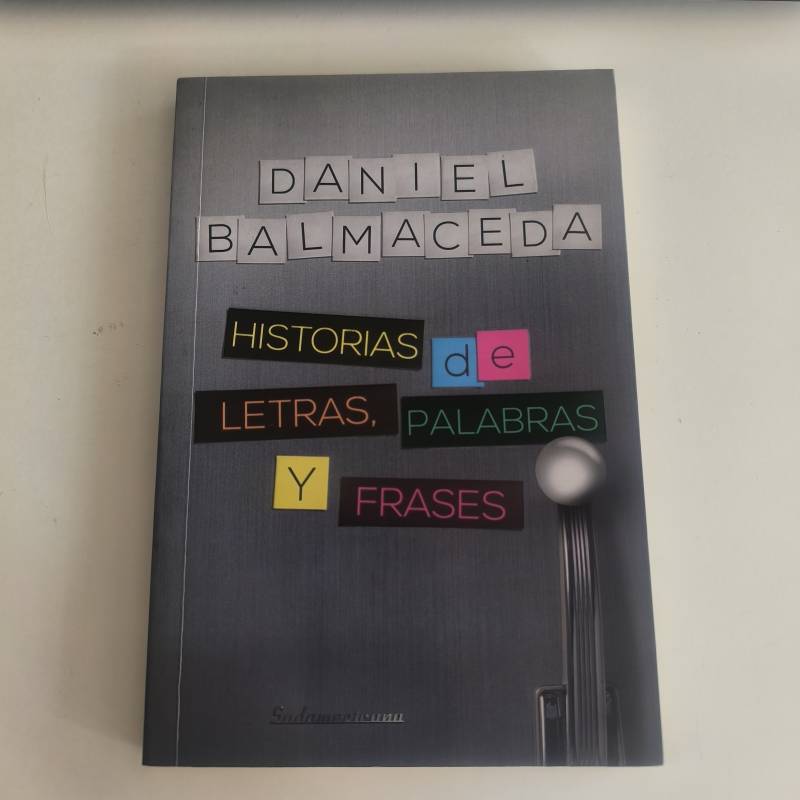 DANIEL
BALMACEDA
HISTORIAS de
LETRAS, PALABRAS
Y FRASES
Sudamericana